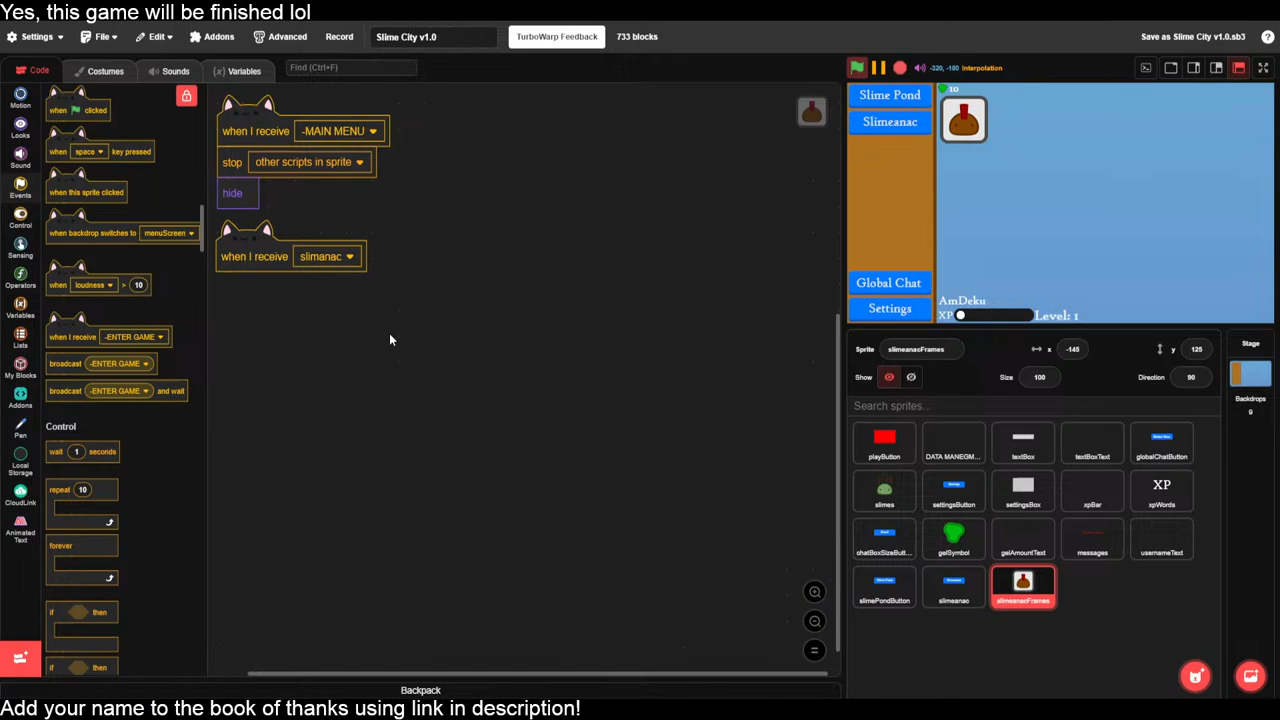 Yes, this game will be finished lol
Settings File Edit Addons Advanced Record Slime City v1.0 TurboWarp Feedback 733 blocks Save as Slime City v1.0.sb3 ?
Code Costumes Sounds Variables Find (Ctrl+F) -320, -180 Interpolation
Motion
Looks
Sound
Events
Control
Sensing
Operators
Variables
Lists
My Blocks
Addons
Pen
Local Storage
CloudLink
Animated Text
when clicked
when space key pressed
when this sprite clicked
when backdrop switches to menuScreen
when loudness > 10
when I receive -ENTER GAME
broadcast -ENTER GAME
broadcast -ENTER GAME and wait
Control
wait 1 seconds
repeat 10
forever
if then
if then
when I receive -MAIN MENU
stop other scripts in sprite
hide
when I receive slimanac
Slime Pond
Slimeanac
10
Global Chat
Settings
AmDeku
XP Level: 1
Sprite slimeanacFrames x -145 y 125
Show Size 100 Direction 90
Search sprites...
playButton DATA MANEGM... textBox textBoxText globalChatButton
slimes settingsButton settingsBox xpBar XP xpWords
chatBoxSizeButt... gelSymbol gelAmountText messages usernameText
slimePondButton slimeanac slimeanacFrames
Stage
Backdrops
9
Backpack
Add your name to the book of thanks using link in description!